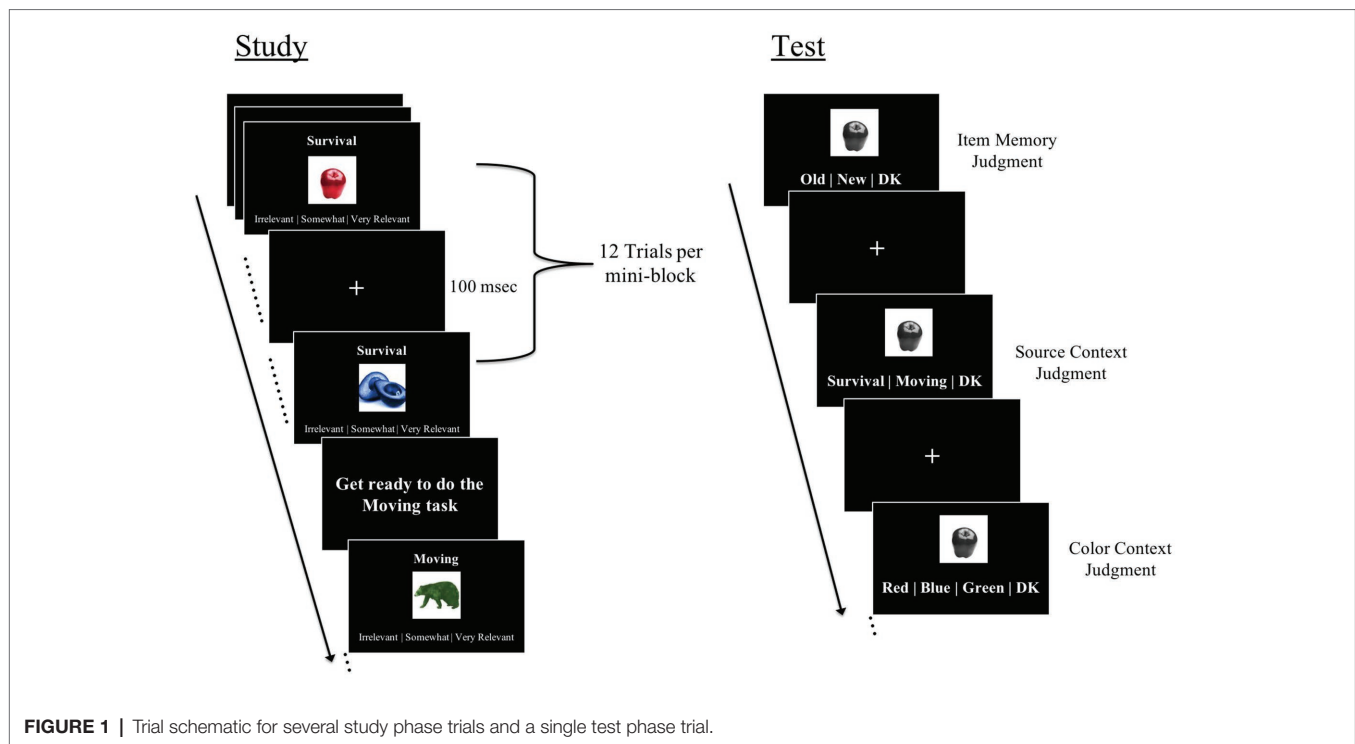 Study
Survival
Irrelevant | Somewhat | Very Relevant
+
100 msec
12 Trials per
mini-block
Survival
Irrelevant | Somewhat | Very Relevant
Get ready to do the
Moving task
Moving
Irrelevant | Somewhat | Very Relevant
Test
Old | New | DK
Item Memory
Judgment
+
Survival | Moving | DK
Source Context
Judgment
+
Red | Blue | Green | DK
Color Context
Judgment
FIGURE 1 | Trial schematic for several study phase trials and a single test phase trial.